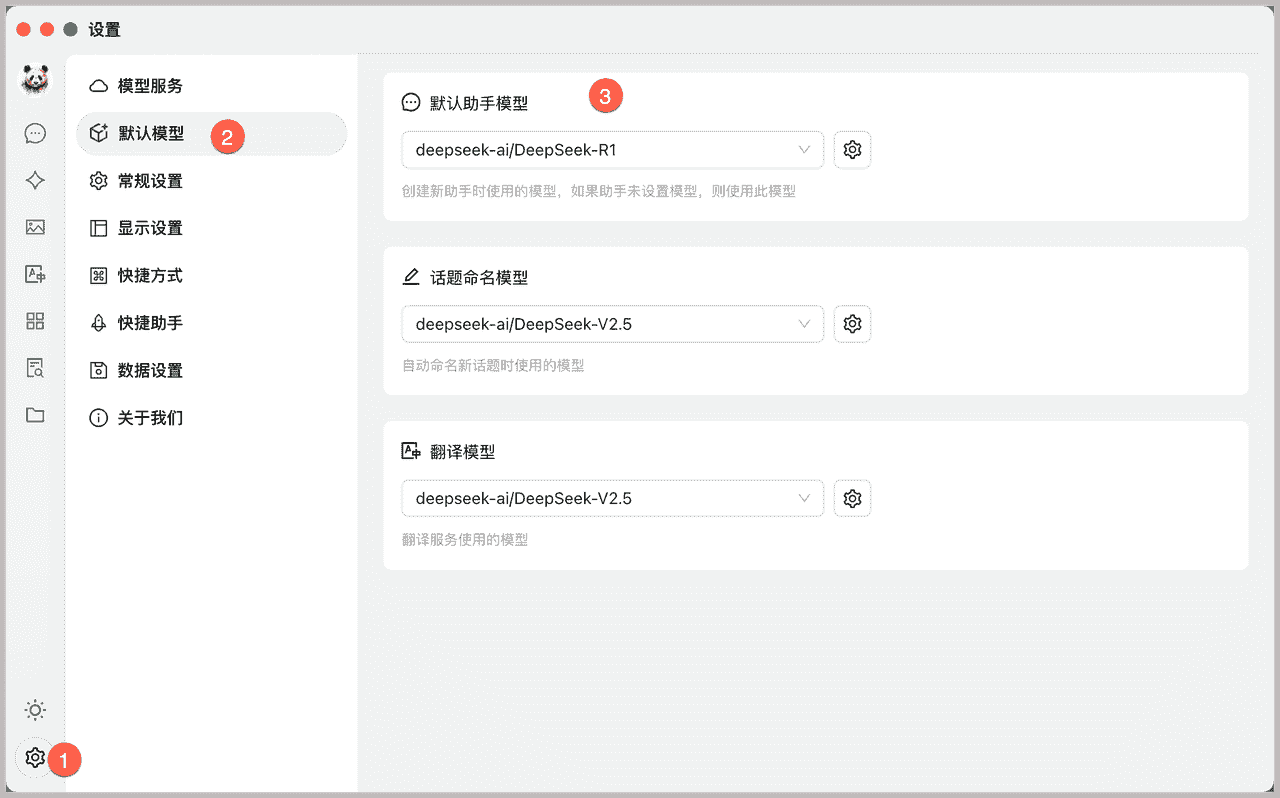 设置
模型服务
默认模型
2
常规设置
显示设置
快捷方式
快捷助手
数据设置
关于我们
1
默认助手模型
3
deepseek-ai/DeepSeek-R1
创建新助手时使用的模型，如果助手未设置模型，则使用此模型
话题命名模型
deepseek-ai/DeepSeek-V2.5
自动命名新话题时使用的模型
翻译模型
deepseek-ai/DeepSeek-V2.5
翻译服务使用的模型